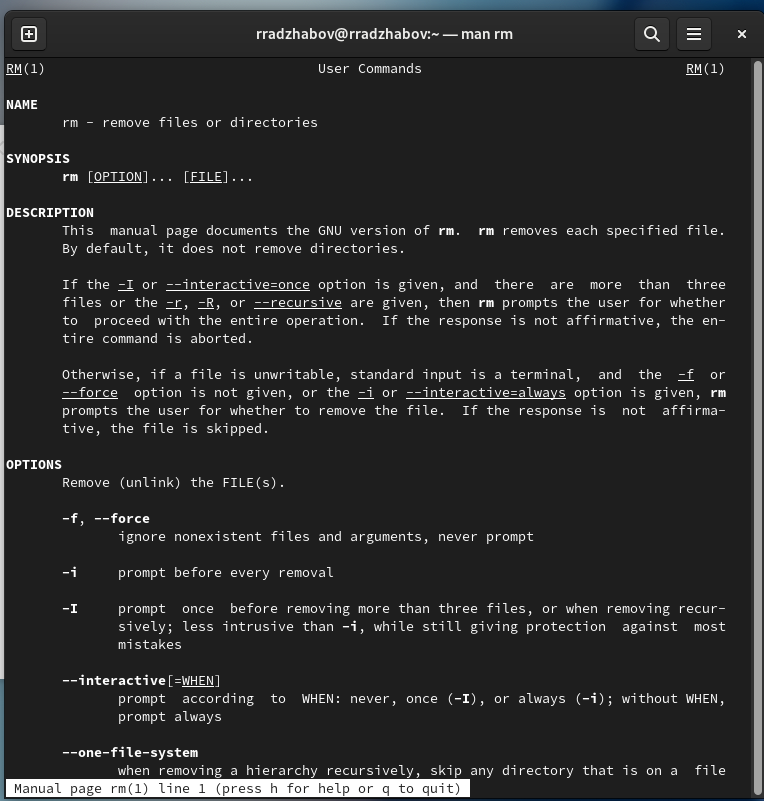 rradzhabov@rradzhabov:~ — man rm
RM(1) User Commands RM(1)
NAME
rm - remove files or directories
SYNOPSIS
rm [OPTION]... [FILE]...
DESCRIPTION
This manual page documents the GNU version of rm. rm removes each specified file.
By default, it does not remove directories.
If the -I or --interactive=once option is given, and there are more than three
files or the -r, -R, or --recursive are given, then rm prompts the user for whether
to proceed with the entire operation. If the response is not affirmative, the en-
tire command is aborted.
Otherwise, if a file is unwritable, standard input is a terminal, and the -f or
--force option is not given, or the -i or --interactive=always option is given, rm
prompts the user for whether to remove the file. If the response is not affirma-
tive, the file is skipped.
OPTIONS
Remove (unlink) the FILE(s).
-f, --force
ignore nonexistent files and arguments, never prompt
-i prompt before every removal
-I prompt once before removing more than three files, or when removing recur-
sively; less intrusive than -i, while still giving protection against most
mistakes
--interactive[=WHEN]
prompt according to WHEN: never, once (-I), or always (-i); without WHEN,
prompt always
--one-file-system
when removing a hierarchy recursively, skip any directory that is on a file
Manual page rm(1) line 1 (press h for help or q to quit)